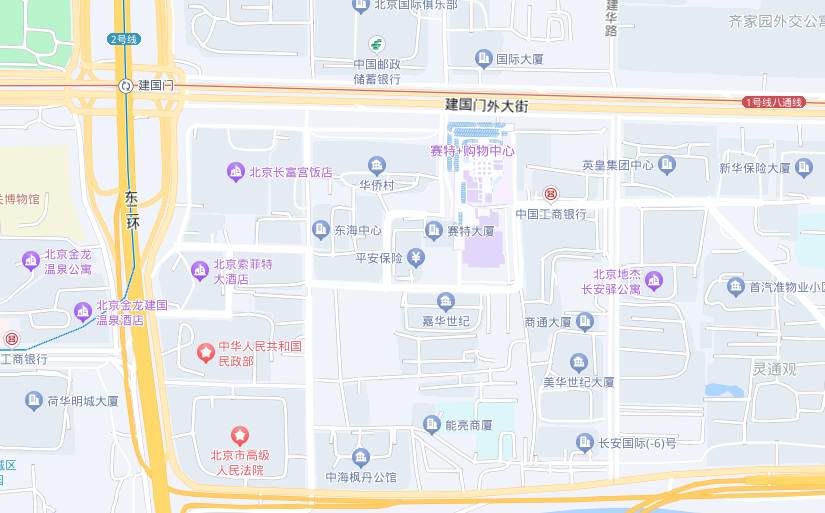 北京国际俱乐部
建华路
齐家园外交公寓
2号线
中国邮政
储蓄银行
国际大厦
建国门
建国门外大街
1号线八通线
赛特+购物中心
北京长富宫饭店
华侨村
英皇集团中心
新华保险大厦
博物馆
东二环
中国工商银行
东海中心
赛特大厦
北京金龙
温泉公寓
北京索菲特
大酒店
平安保险
北京地杰
长安驿公寓
首汽准物业小区
北京金龙建国
温泉酒店
嘉华世纪
商通大厦
工商银行
中华人民共和国
民政部
美华世纪大厦
灵通观
荷华明城大厦
能亮商厦
长安国际(-6)号
北京市高级
人民法院
城区
中海枫丹公馆